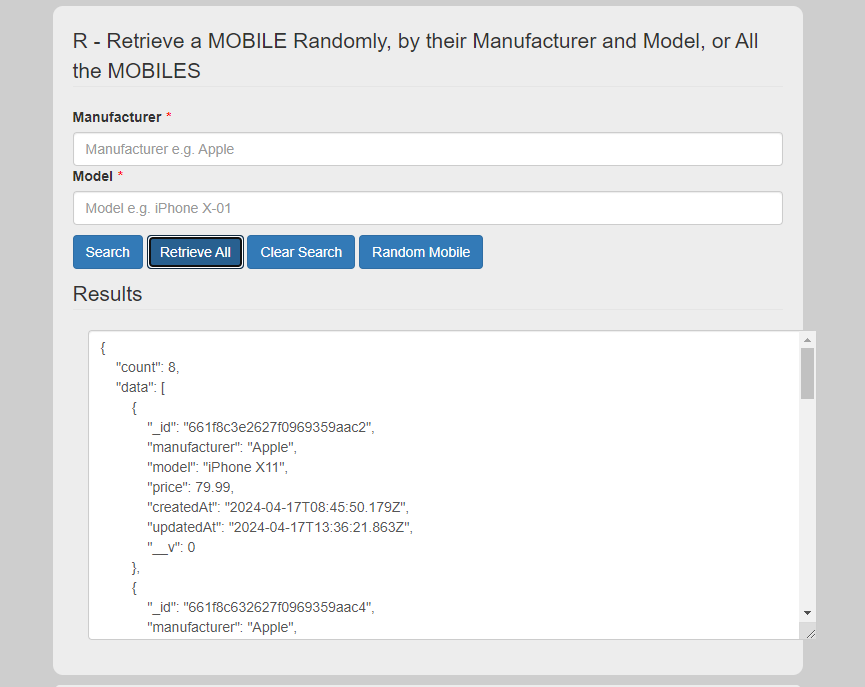 R - Retrieve a MOBILE Randomly, by their Manufacturer and Model, or All
the MOBILES
Manufacturer *
Manufacturer e.g. Apple
Model *
Model e.g. iPhone X-01
Search Retrieve All Clear Search Random Mobile
Results
{
"count": 8,
"data": [
{
"_id": "661f8c3e2627f0969359aac2",
"manufacturer": "Apple",
"model": "iPhone X11",
"price": 79.99,
"createdAt": "2024-04-17T08:45:50.179Z",
"updatedAt": "2024-04-17T13:36:21.863Z",
"__v": 0
},
{
"_id": "661f8c632627f0969359aac4",
"manufacturer": "Apple",